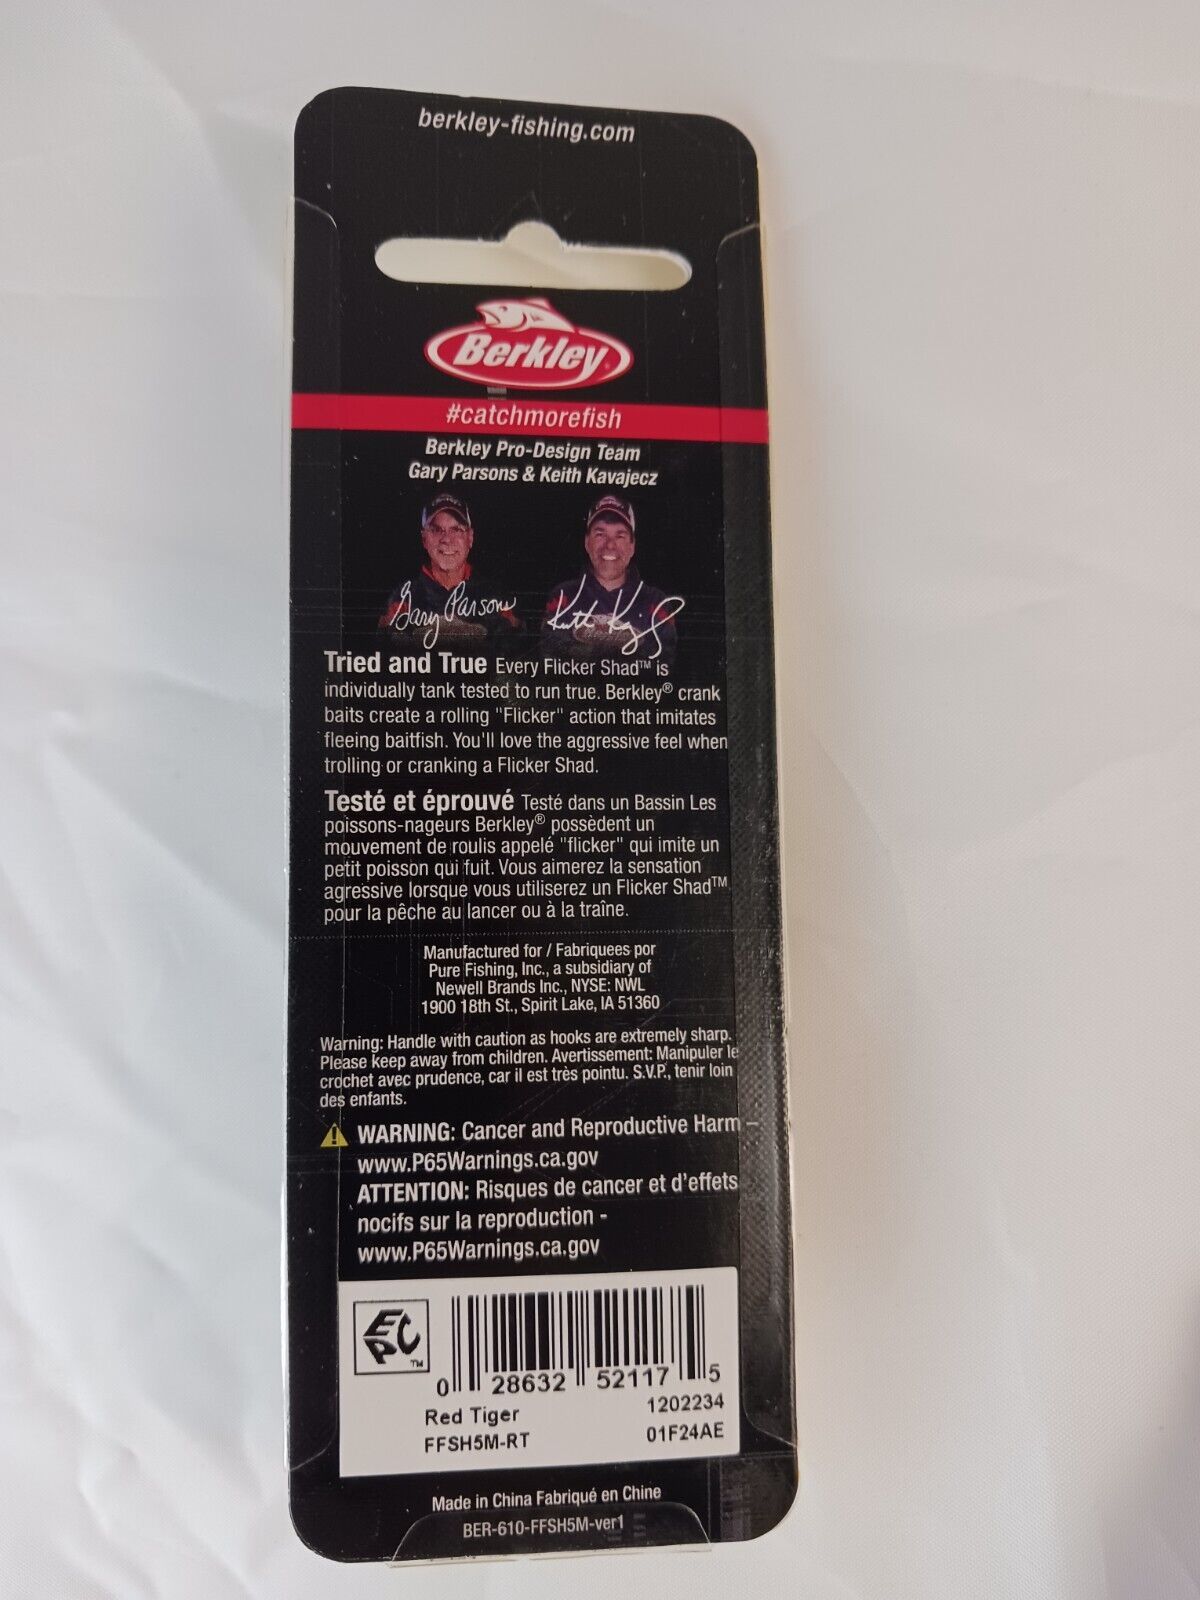 berkley-fishing.com
Berkley
#catchmorefish
Berkley Pro-Design Team
Gary Parsons & Keith Kavajecz
Gary Parsons
Tried and True Every Flicker Shad™ is
individually tank tested to run true. Berkley® crank
baits create a rolling "Flicker" action that imitates
fleeing baitfish. You'll love the aggressive feel when
trolling or cranking a Flicker Shad.
Testé et éprouvé Testé dans un Bassin Les
poissons-nageurs Berkley® possèdent un
mouvement de roulis appelé "flicker" qui imite un
petit poisson qui fuit. Vous aimerez la sensation
agressive lorsque vous utiliserez un Flicker Shad™
pour la pêche au lancer ou à la traîne.
Manufactured for / Fabriquees por
Pure Fishing, Inc., a subsidiary of
Newell Brands Inc., NYSE: NWL
1900 18th St., Spirit Lake, IA 51360
Warning: Handle with caution as hooks are extremely sharp.
Please keep away from children. Avertissement: Manipuler le
crochet avec prudence, car il est très pointu. S.V.P., tenir loin
des enfants.
WARNING: Cancer and Reproductive Harm –
www.P65Warnings.ca.gov
ATTENTION: Risques de cancer et d'effets
nocifs sur la reproduction -
www.P65Warnings.ca.gov
EPC™
0 28632 52117 5
Red Tiger 1202234
FFSH5M-RT 01F24AE
Made in China Fabriqué en Chine
BER-610-FFSH5M-ver1